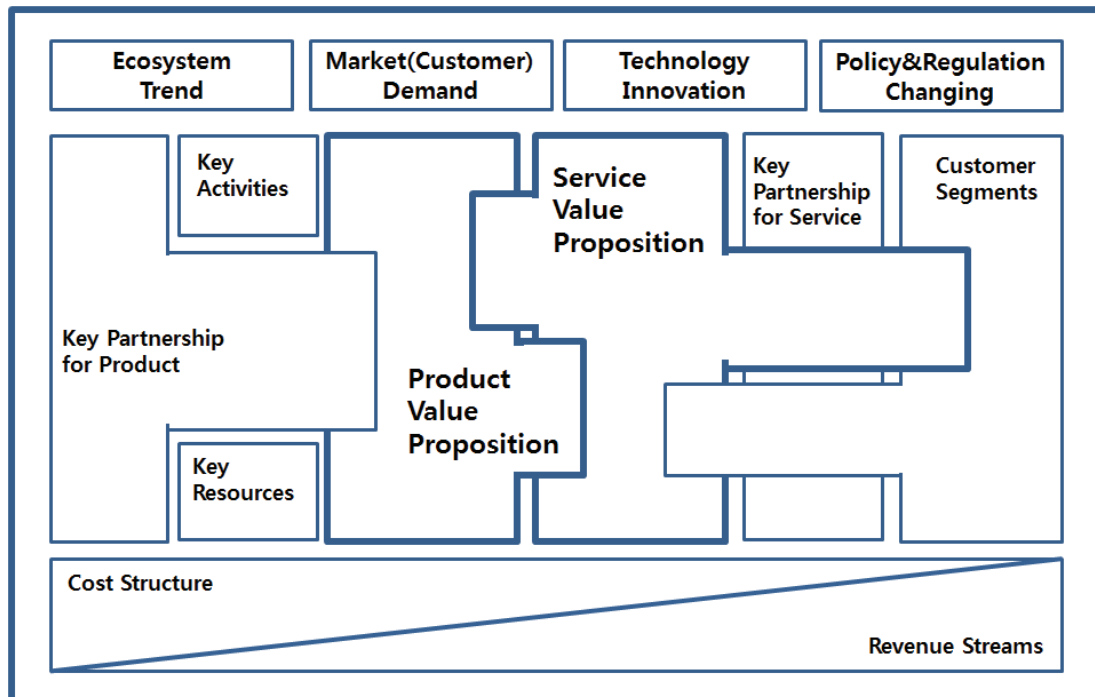 Ecosystem
Trend
Market(Customer)
Demand
Technology
Innovation
Policy&Regulation
Changing
Key
Activities
Service
Value
Proposition
Key
Partnership
for Service
Customer
Segments
Key Partnership
for Product
Product
Value
Proposition
Key
Resources
Cost Structure
Revenue Streams